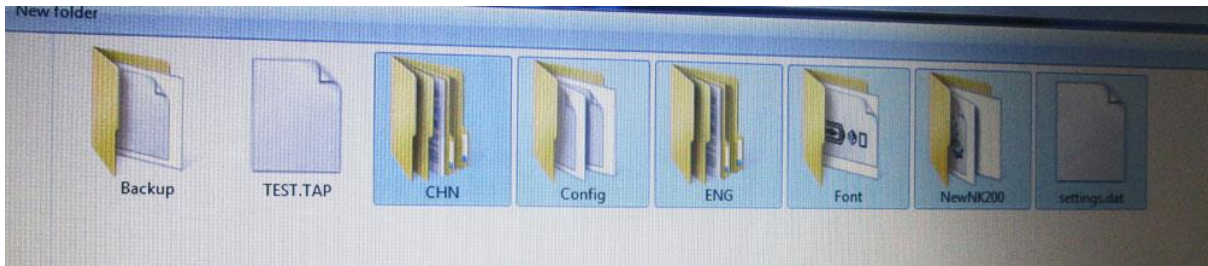 New folder
Backup
TEST.TAP
CHN
Config
ENG
Font
NewNK200
settings.dat